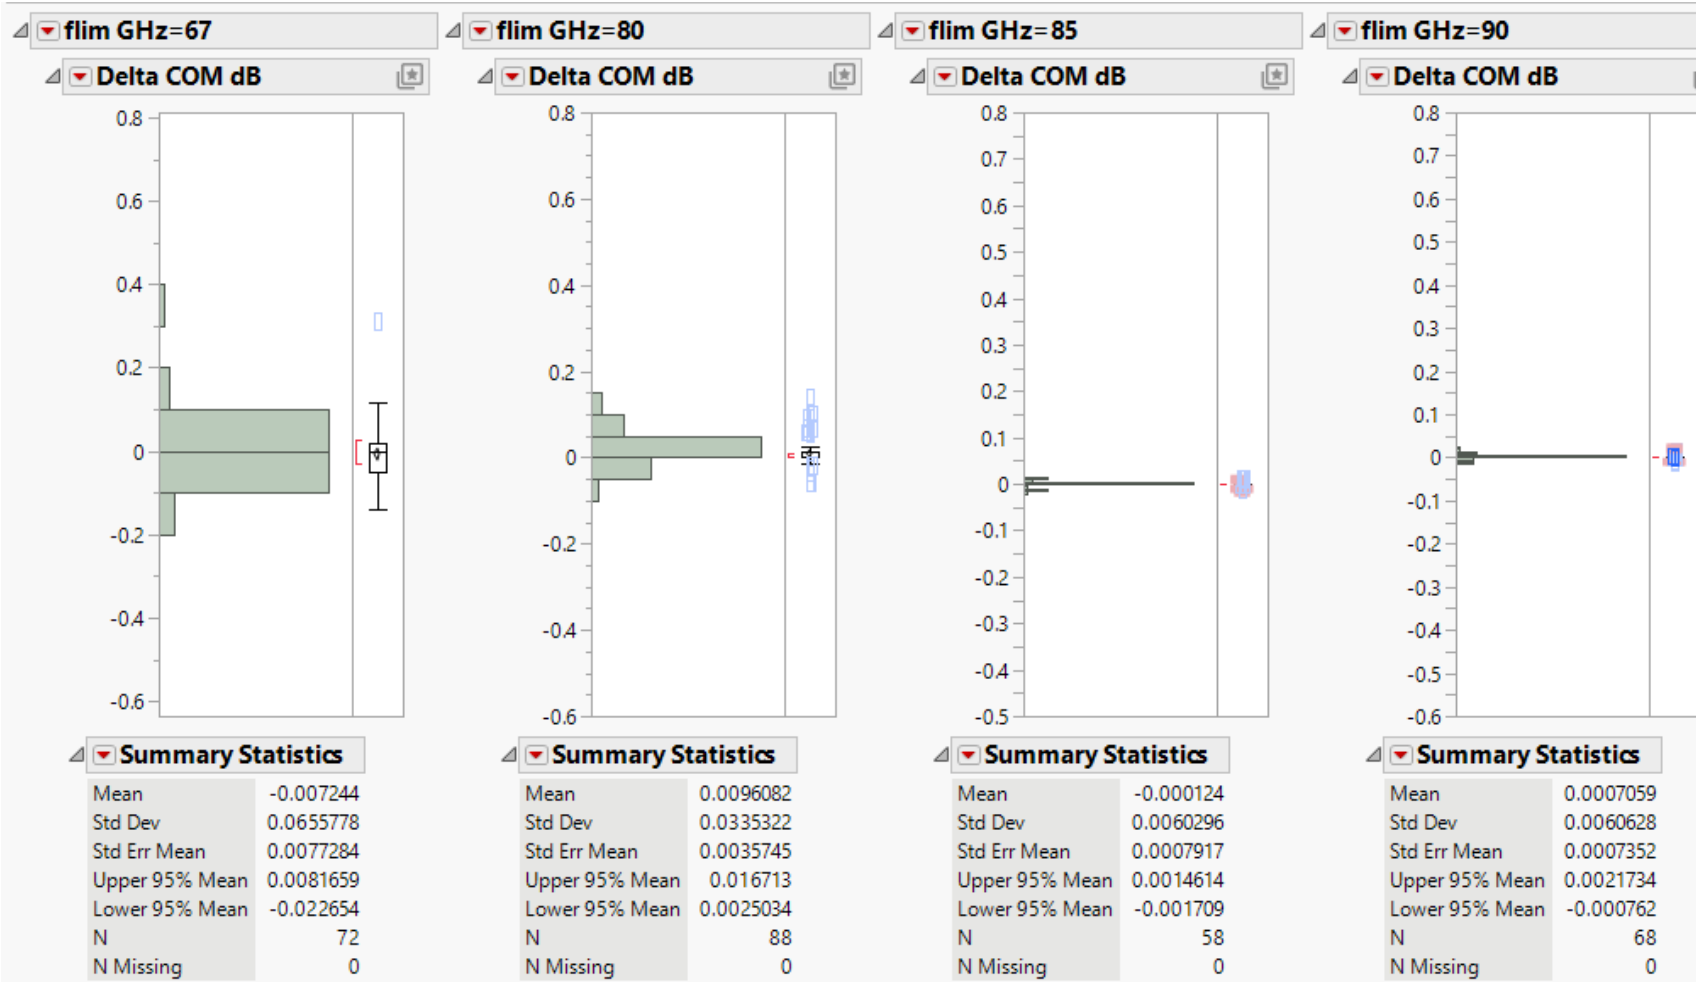 flim GHz=67
Delta COM dB
0.8
0.6
0.4
0.2
0
-0.2
-0.4
-0.6
Summary Statistics
Mean -0.007244
Std Dev 0.0655778
Std Err Mean 0.0077284
Upper 95% Mean 0.0081659
Lower 95% Mean -0.022654
N 72
N Missing 0
flim GHz=80
Delta COM dB
0.8
0.6
0.4
0.2
0
-0.2
-0.4
-0.6
Summary Statistics
Mean 0.0096082
Std Dev 0.0335322
Std Err Mean 0.0035745
Upper 95% Mean 0.016713
Lower 95% Mean 0.0025034
N 88
N Missing 0
flim GHz=85
Delta COM dB
0.8
0.7
0.6
0.5
0.4
0.3
0.2
0.1
0
-0.1
-0.2
-0.3
-0.4
-0.5
Summary Statistics
Mean -0.000124
Std Dev 0.0060296
Std Err Mean 0.0007917
Upper 95% Mean 0.0014614
Lower 95% Mean -0.001709
N 58
N Missing 0
flim GHz=90
Delta COM dB
0.8
0.7
0.6
0.5
0.4
0.3
0.2
0.1
0
-0.1
-0.2
-0.3
-0.4
-0.5
-0.6
Summary Statistics
Mean 0.0007059
Std Dev 0.0060628
Std Err Mean 0.0007352
Upper 95% Mean 0.0021734
Lower 95% Mean -0.000762
N 68
N Missing 0